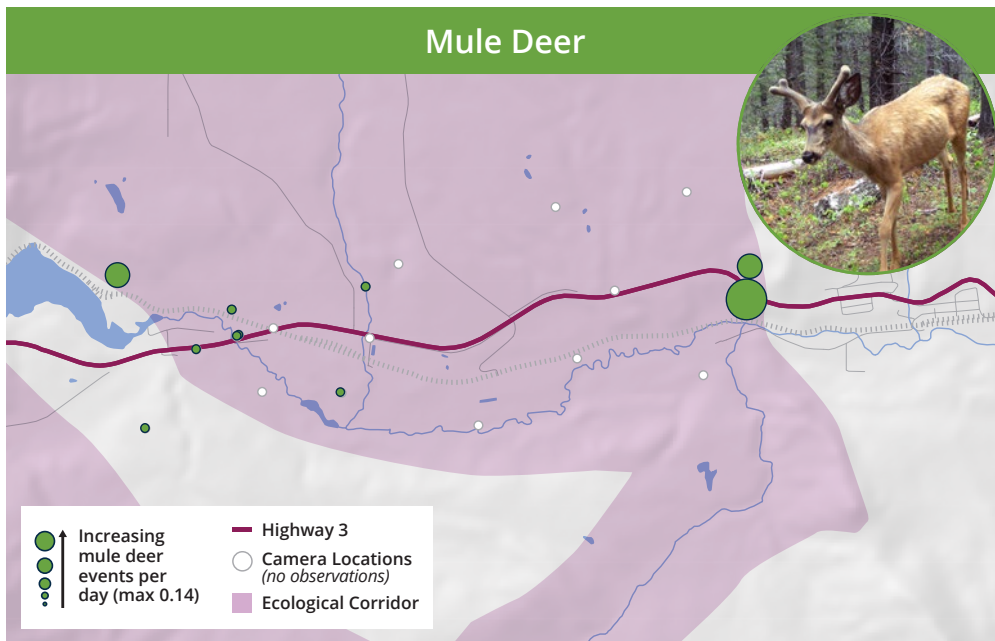 Mule Deer
Increasing
mule deer
events per
day (max 0.14)
Highway 3
Camera Locations
(no observations)
Ecological Corridor